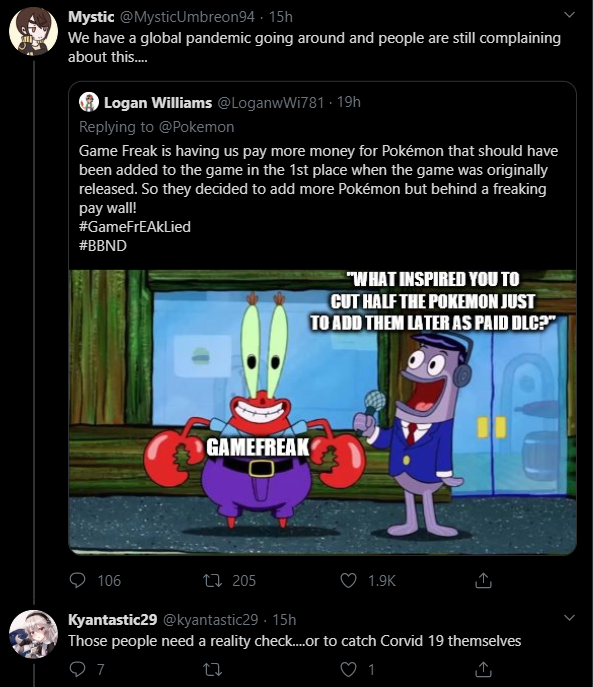 Mystic @MysticUmbreon94 · 15h
We have a global pandemic going around and people are still complaining
about this....
Logan Williams @LoganwWi781 · 19h
Replying to @Pokemon
Game Freak is having us pay more money for Pokémon that should have
been added to the game in the 1st place when the game was originally
released. So they decided to add more Pokémon but behind a freaking
pay wall!
#GameFrEAkLied
#BBND
"WHAT INSPIRED YOU TO
CUT HALF THE POKEMON JUST
TO ADD THEM LATER AS PAID DLC?"
GAMEFREAK
106 205 1.9K
Kyantastic29 @kyantastic29 · 15h
Those people need a reality check....or to catch Corvid 19 themselves
7 1